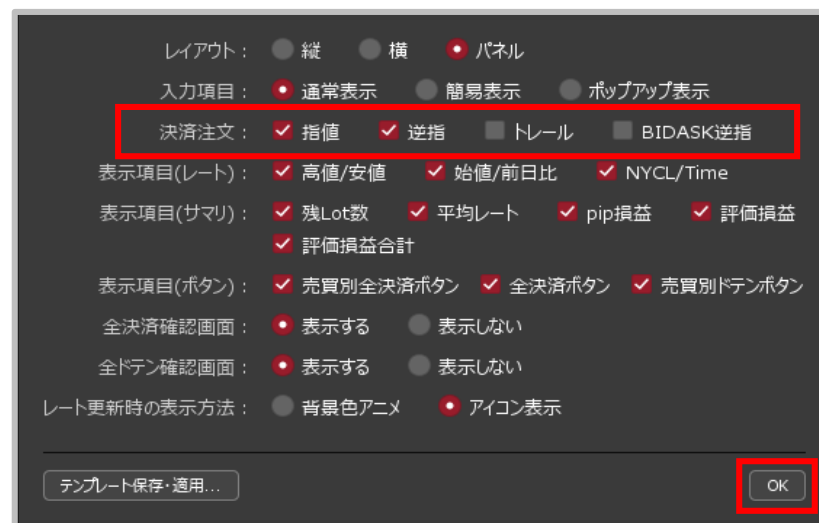 レイアウト： 縦 横 パネル
入力項目： 通常表示 簡易表示 ポップアップ表示
決済注文： 指値 逆指 トレール BIDASK逆指
表示項目(レート)： 高値/安値 始値/前日比 NYCL/Time
表示項目(サマリ)： 残Lot数 平均レート pip損益 評価損益
評価損益合計
表示項目(ボタン)： 売買別全決済ボタン 全決済ボタン 売買別ドテンボタン
全決済確認画面： 表示する 表示しない
全ドテン確認画面： 表示する 表示しない
レート更新時の表示方法： 背景色アニメ アイコン表示
テンプレート保存・適用... OK